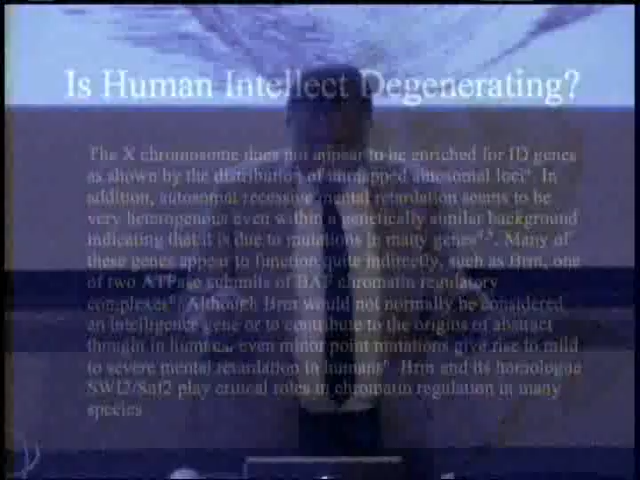 Is Human Intellect Degenerating?
The X chromosome does not appear to be enriched for ID genes
as shown by the distribution of unmapped autosomal loci⁴. In
addition, autosomal recessive mental retardation seems to be
very heterogenous even within a genetically similar background
indicating that it is due to mutations in many genes⁴,⁵. Many of
these genes appear to function quite indirectly, such as Brm, one
of two ATPase subunits of BAF chromatin regulatory
complexes⁶. Although Brm would not normally be considered
an intelligence gene or to contribute to the origins of abstract
thought in humans, even minor point mutations give rise to mild
to severe mental retardation in humans⁶. Brm and its homologue
SWI2/Snf2 play critical roles in chromatin regulation in many
species